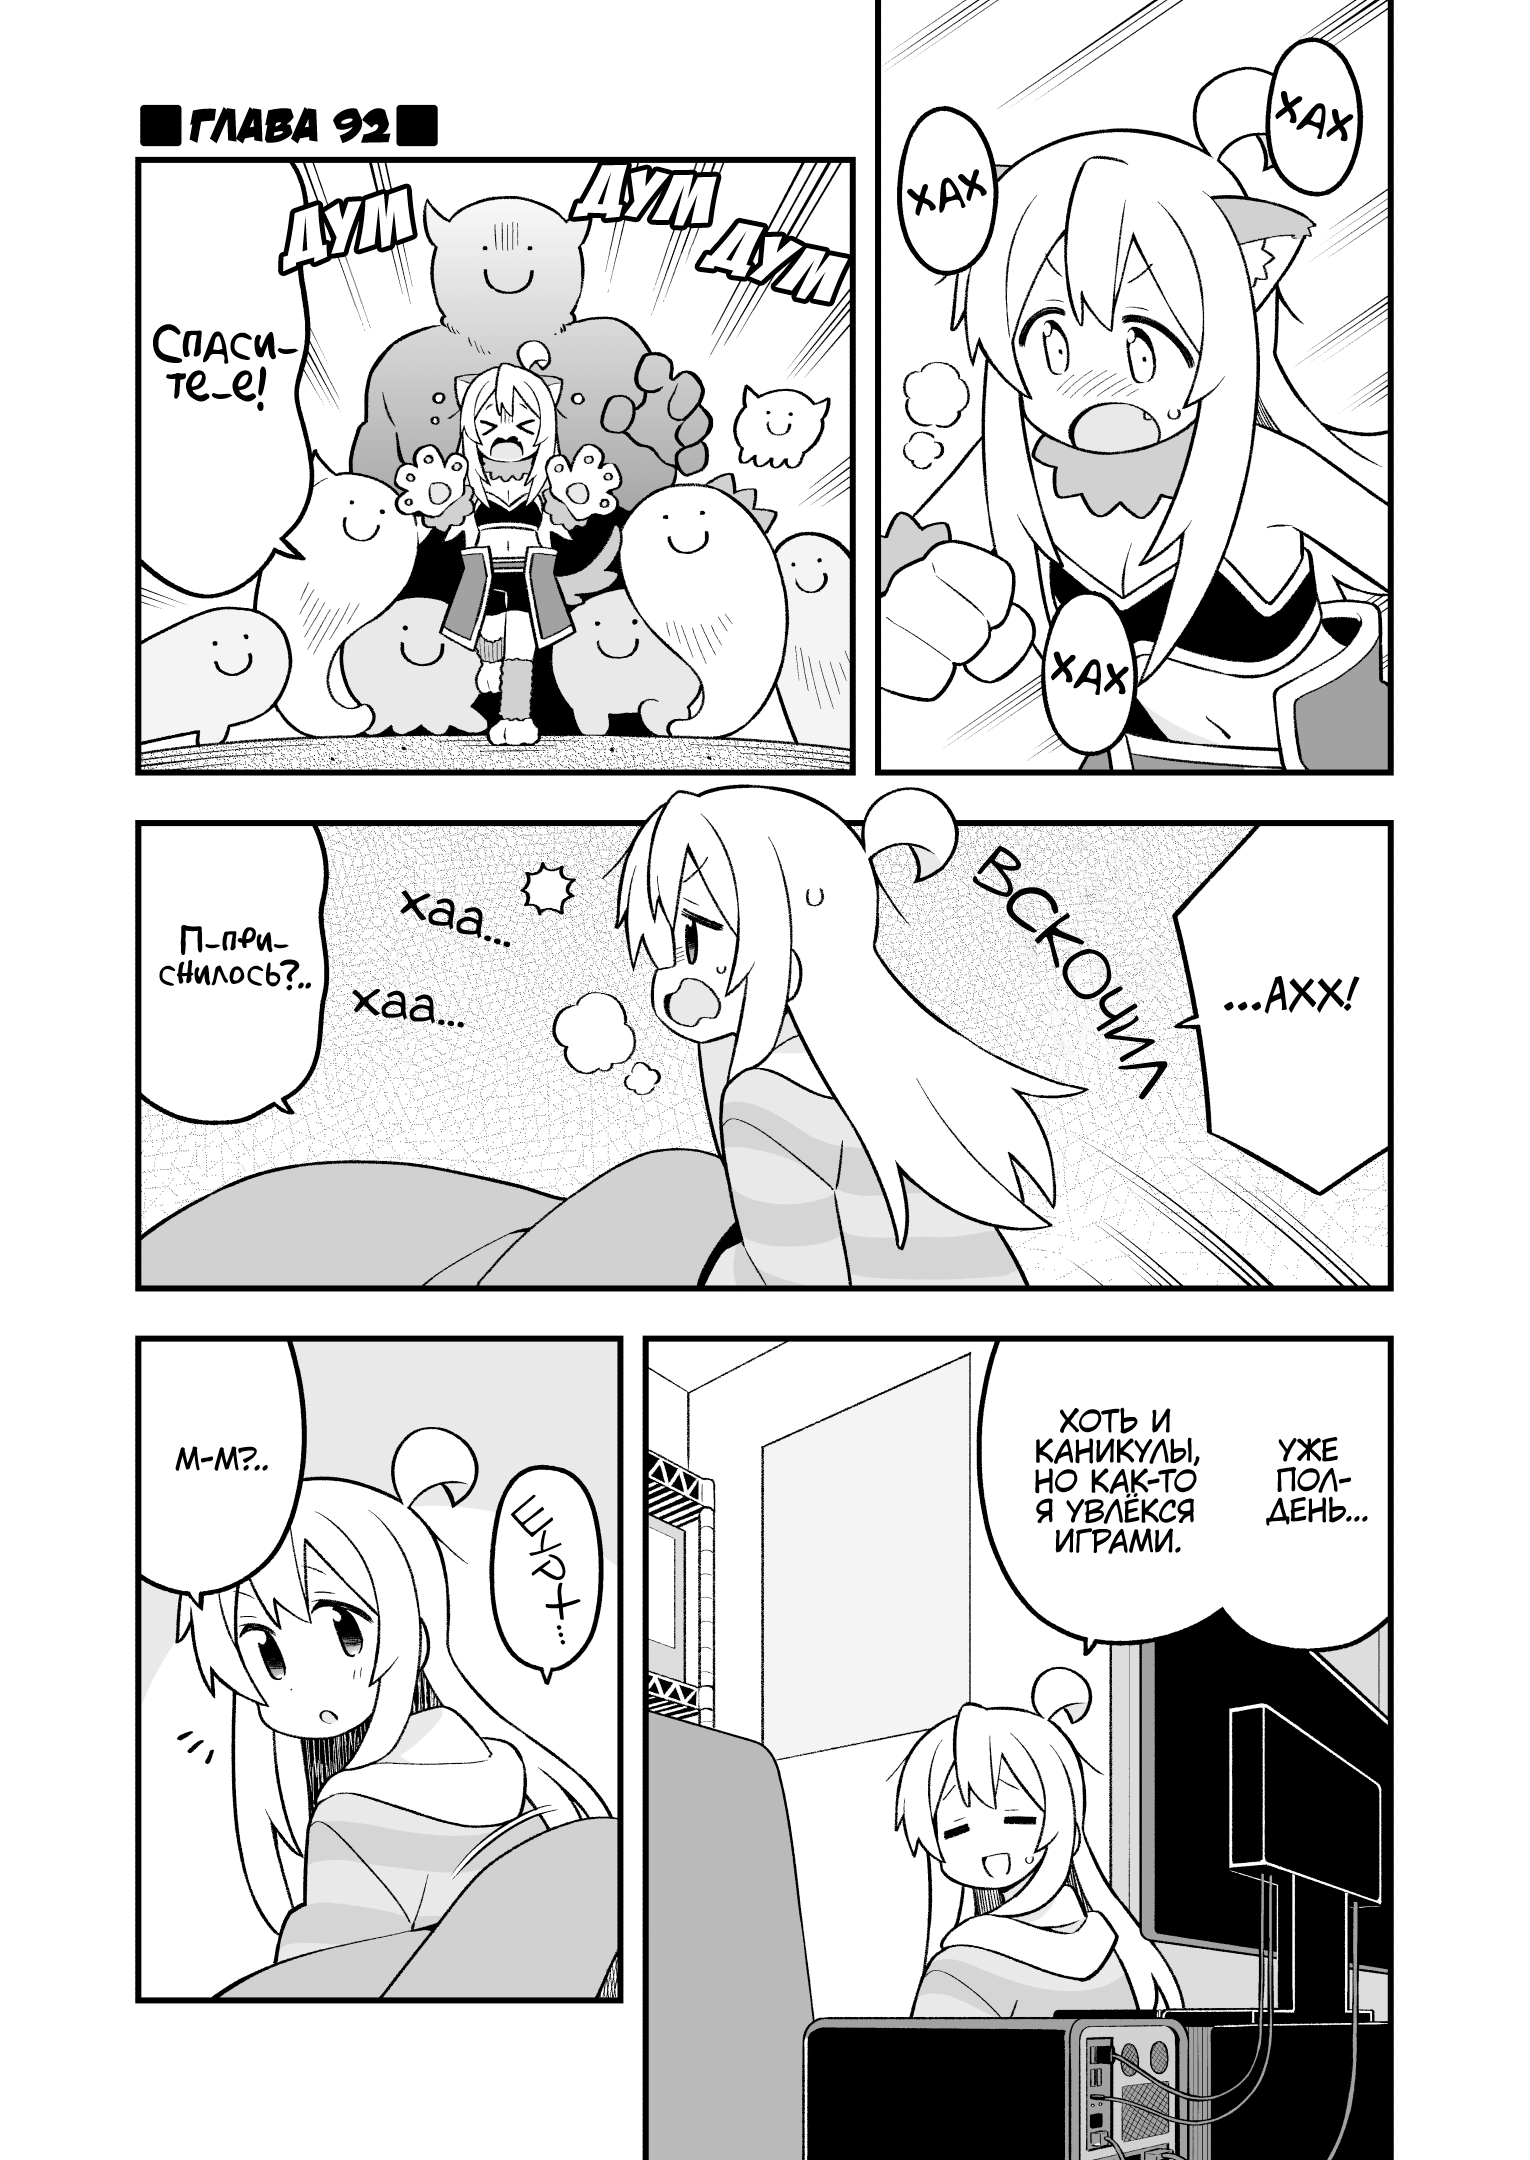 ГЛАВА 92
ХАХ
ХАХ
ХАХ
ДУМ
ДУМ
ДУМ
СПАСИ-
ТЕ-Е!
...АХХ!
ВСКОЧИЛ
ХАА...
ХАА...
П-ПРИ-
СНИЛОСЬ?..
УЖЕ
ПОЛ-
ДЕНЬ...
ХОТЬ И
КАНИКУЛЫ,
НО КАК-ТО
Я УВЛЁКСЯ
ИГРАМИ.
ШУРХ...
М-М?..